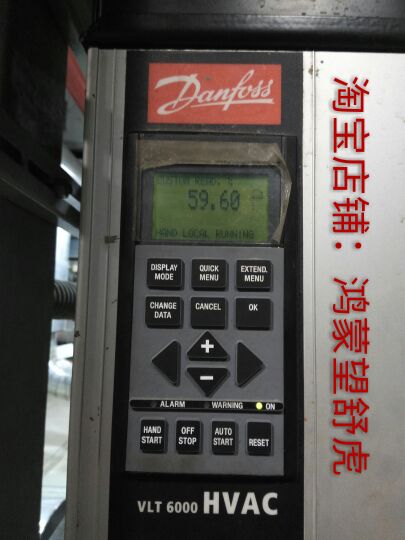 Danfoss
CUSTOM READ. %
59.60
HAND LOCAL RUNNING
DISPLAY MODE
QUICK MENU
EXTEND. MENU
CHANGE DATA
CANCEL
OK
+
−
ALARM
WARNING
ON
HAND START
OFF STOP
AUTO START
RESET
VLT 6000 HVAC
淘宝店铺：鸿蒙望舒虎